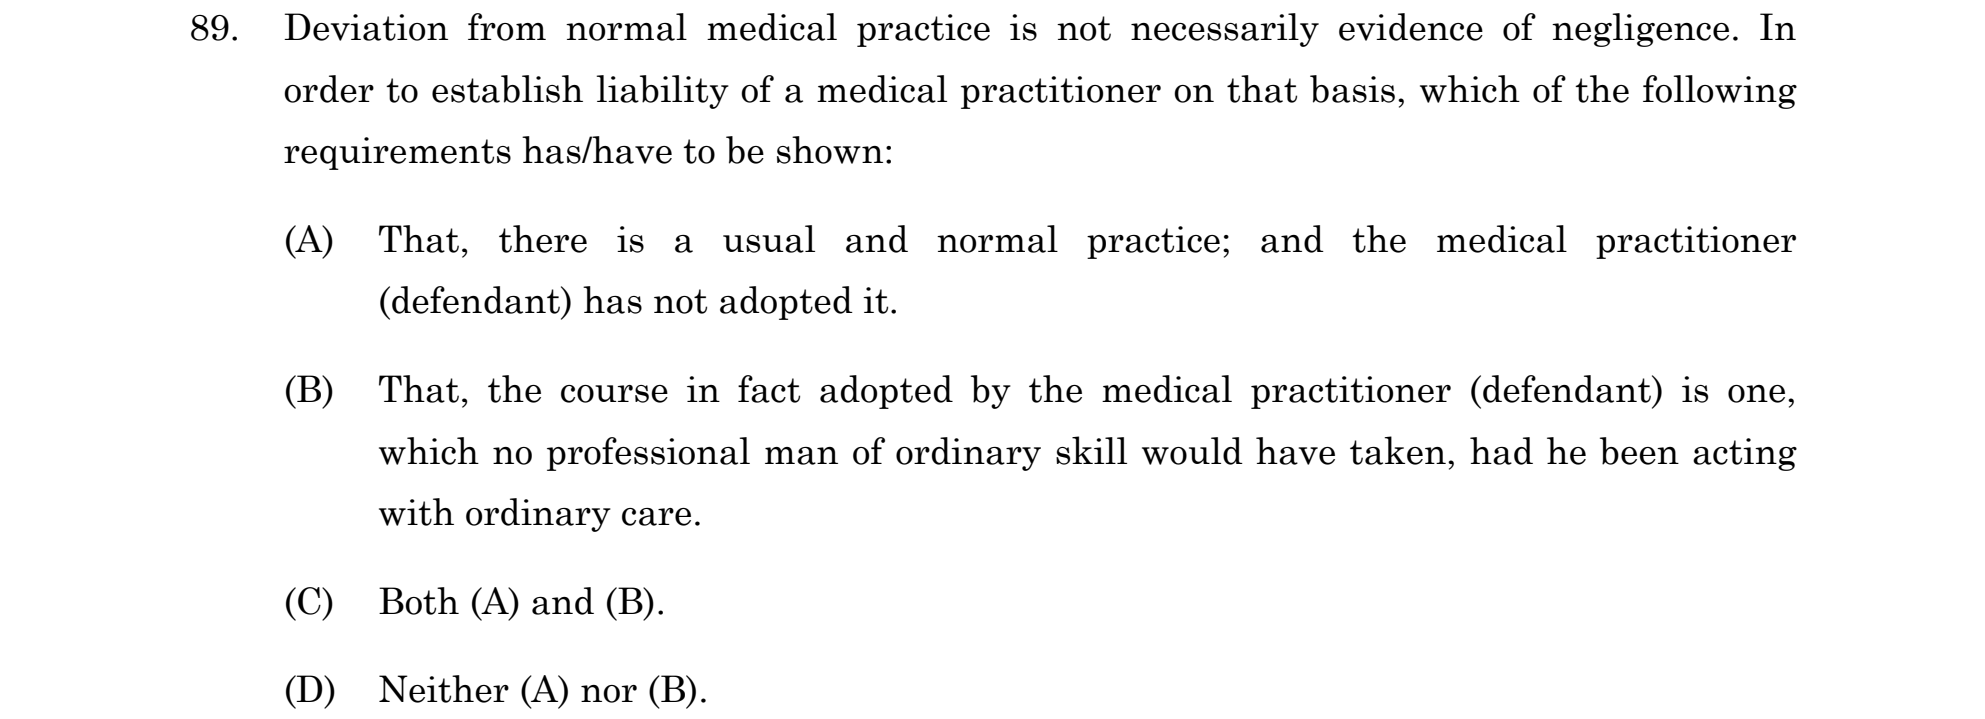 89. Deviation from normal medical practice is not necessarily evidence of negligence. In
order to establish liability of a medical practitioner on that basis, which of the following
requirements has/have to be shown:
(A) That, there is a usual and normal practice; and the medical practitioner
(defendant) has not adopted it.
(B) That, the course in fact adopted by the medical practitioner (defendant) is one,
which no professional man of ordinary skill would have taken, had he been acting
with ordinary care.
(C) Both (A) and (B).
(D) Neither (A) nor (B).